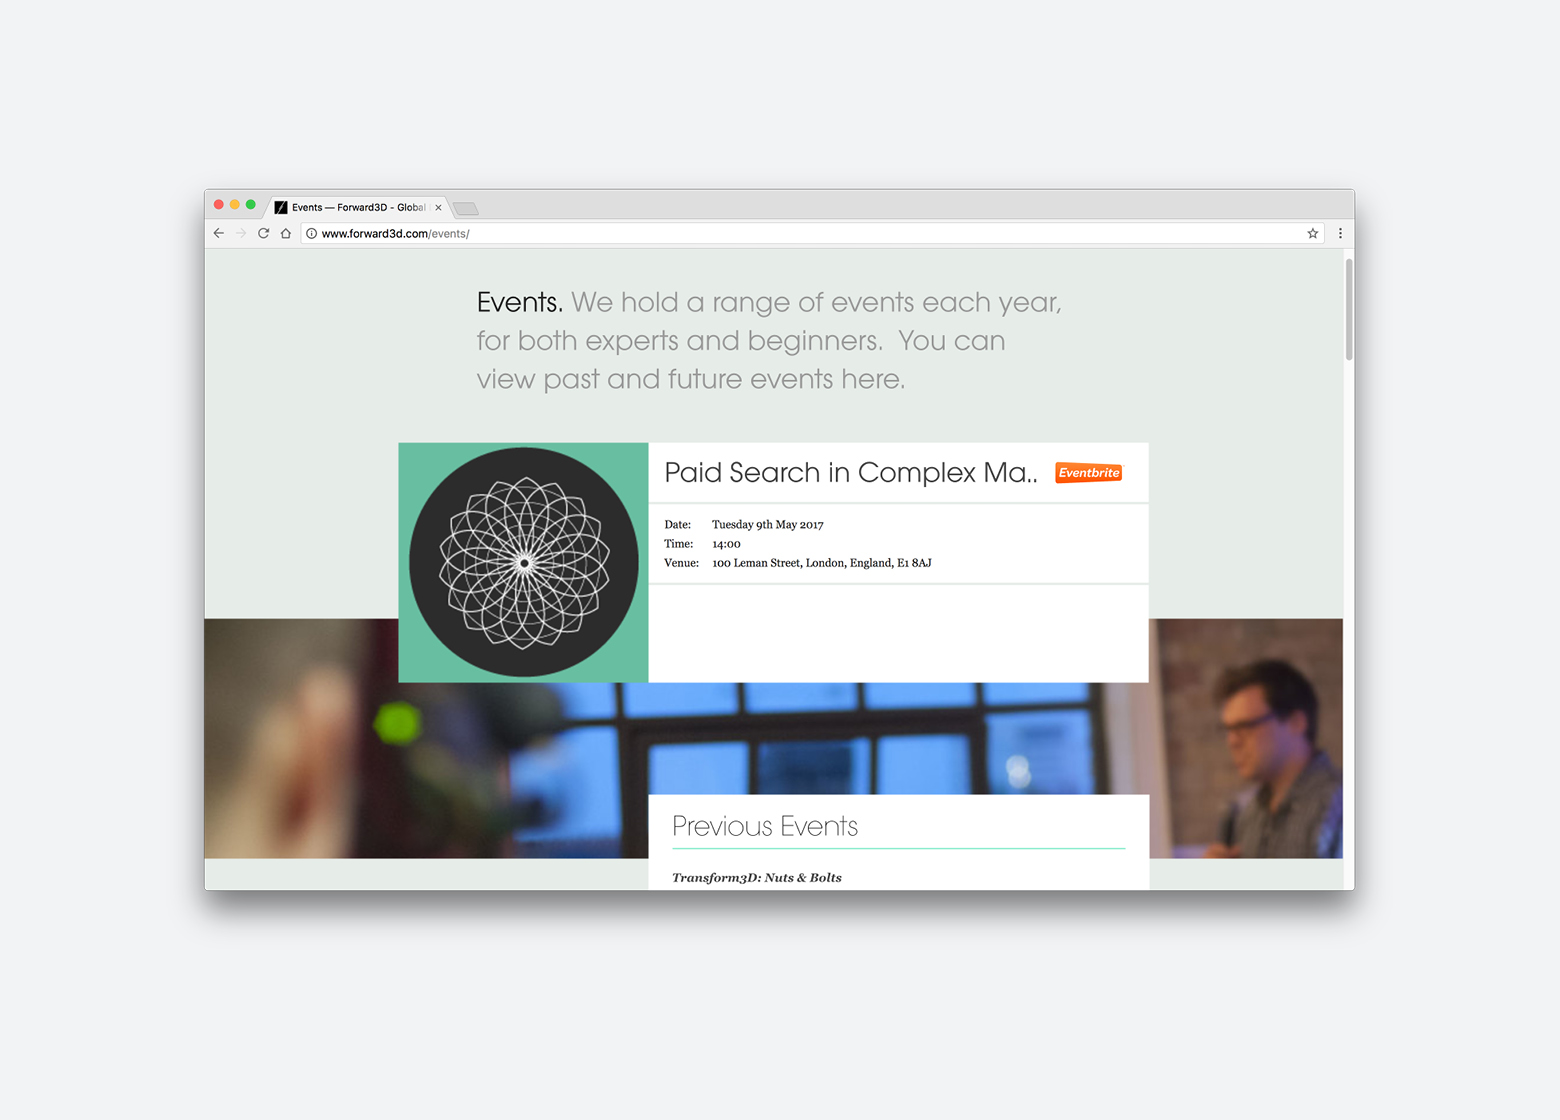 Events — Forward3D - Global
www.forward3d.com/events/
Events. We hold a range of events each year,
for both experts and beginners.  You can
view past and future events here.
Paid Search in Complex Ma..
Eventbrite
Date: Tuesday 9th May 2017
Time: 14:00
Venue: 100 Leman Street, London, England, E1 8AJ
Previous Events
Transform3D: Nuts & Bolts